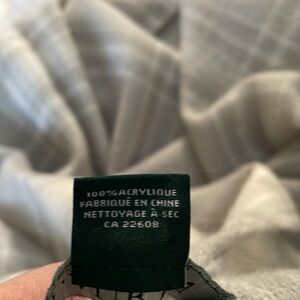 100% ACRYLIQUE
FABRIQUÉ EN CHINE
NETTOYAGE À SEC
CA 22608